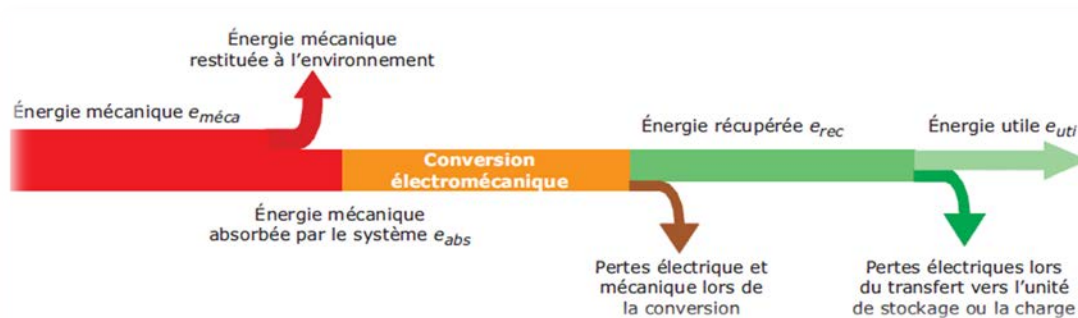 Énergie mécanique
restituée à l'environnement
Énergie mécanique eméca
Énergie récupérée erec
Énergie utile euti
Conversion
électromécanique
Énergie mécanique
absorbée par le système eabs
Pertes électrique et
mécanique lors de
la conversion
Pertes électriques lors
du transfert vers l'unité
de stockage ou la charge